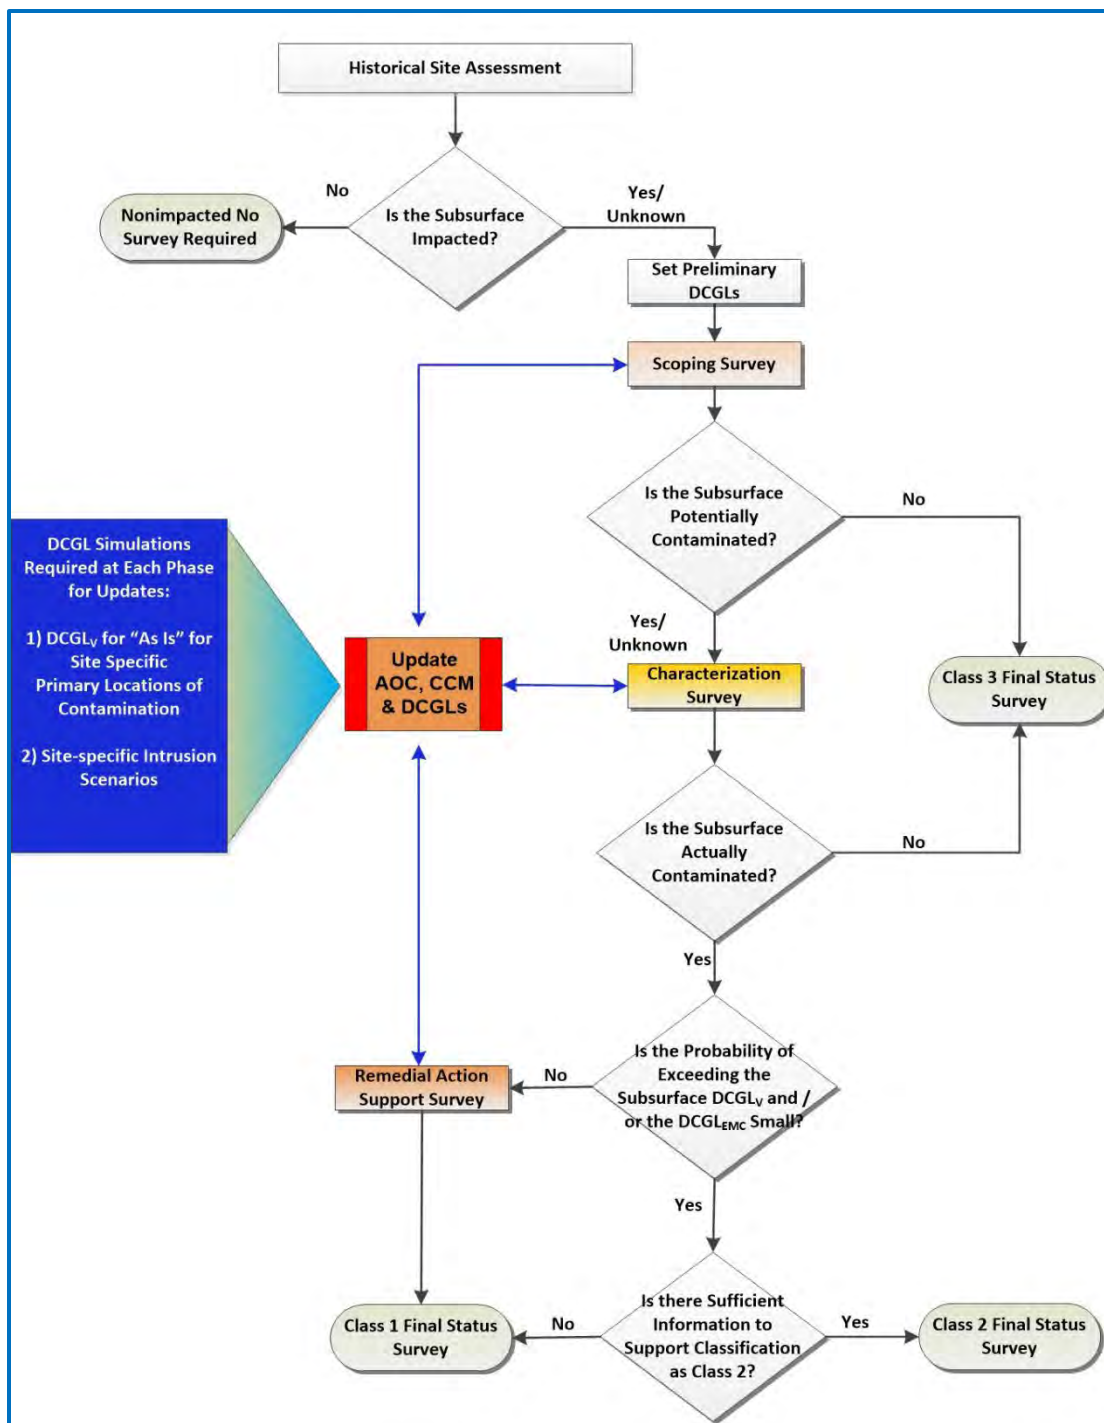 Historical Site Assessment
No
Yes/
Unknown
Is the Subsurface
Impacted?
Nonimpacted No
Survey Required
Set Preliminary
DCGLs
Scoping Survey
Is the Subsurface
Potentially
Contaminated?
No
DCGL Simulations
Required at Each Phase
for Updates:
1) DCGLV for “As Is” for
Site Specific
Primary Locations of
Contamination
2) Site-specific Intrusion
Scenarios
Update
AOC, CCM
& DCGLs
Yes/
Unknown
Characterization
Survey
Class 3 Final Status
Survey
Is the Subsurface
Actually
Contaminated?
No
Yes
Is the Probability of
Exceeding the
Subsurface DCGLV and /
or the DCGLEMC Small?
No
Remedial Action
Support Survey
Yes
Is there Sufficient
Information to
Support Classification
as Class 2?
No
Class 1 Final Status
Survey
Yes
Class 2 Final Status
Survey